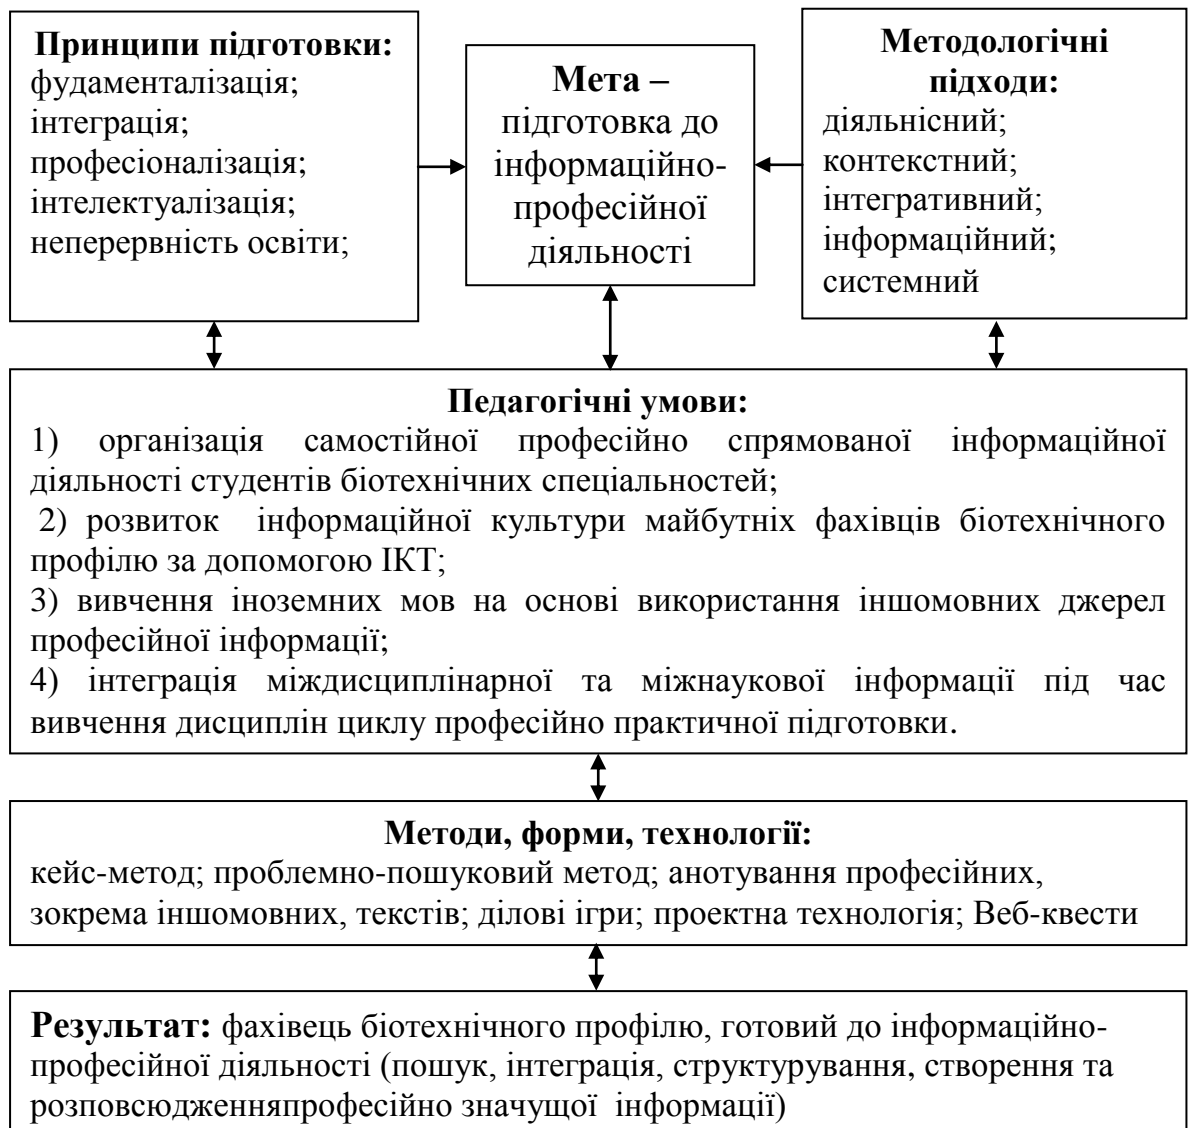 Принципи підготовки:
фудаменталізація;
інтеграція;
професіоналізація;
інтелектуалізація;
неперервність освіти;
Мета –
підготовка до
інформаційно-
професійної
діяльності
Методологічні
підходи:
діяльнісний;
контекстний;
інтегративний;
інформаційний;
системний
Педагогічні умови:
1) організація самостійної професійно спрямованої інформаційної
діяльності студентів біотехнічних спеціальностей;
2) розвиток інформаційної культури майбутніх фахівців біотехнічного
профілю за допомогою ІКТ;
3) вивчення іноземних мов на основі використання іншомовних джерел
професійної інформації;
4) інтеграція міждисциплінарної та міжнаукової інформації під час
вивчення дисциплін циклу професійно практичної підготовки.
Методи, форми, технології:
кейс-метод; проблемно-пошуковий метод; анотування професійних,
зокрема іншомовних, текстів; ділові ігри; проектна технологія; Веб-квести
Результат: фахівець біотехнічного профілю, готовий до інформаційно-
професійної діяльності (пошук, інтеграція, структурування, створення та
розповсюдженняпрофесійно значущої інформації)